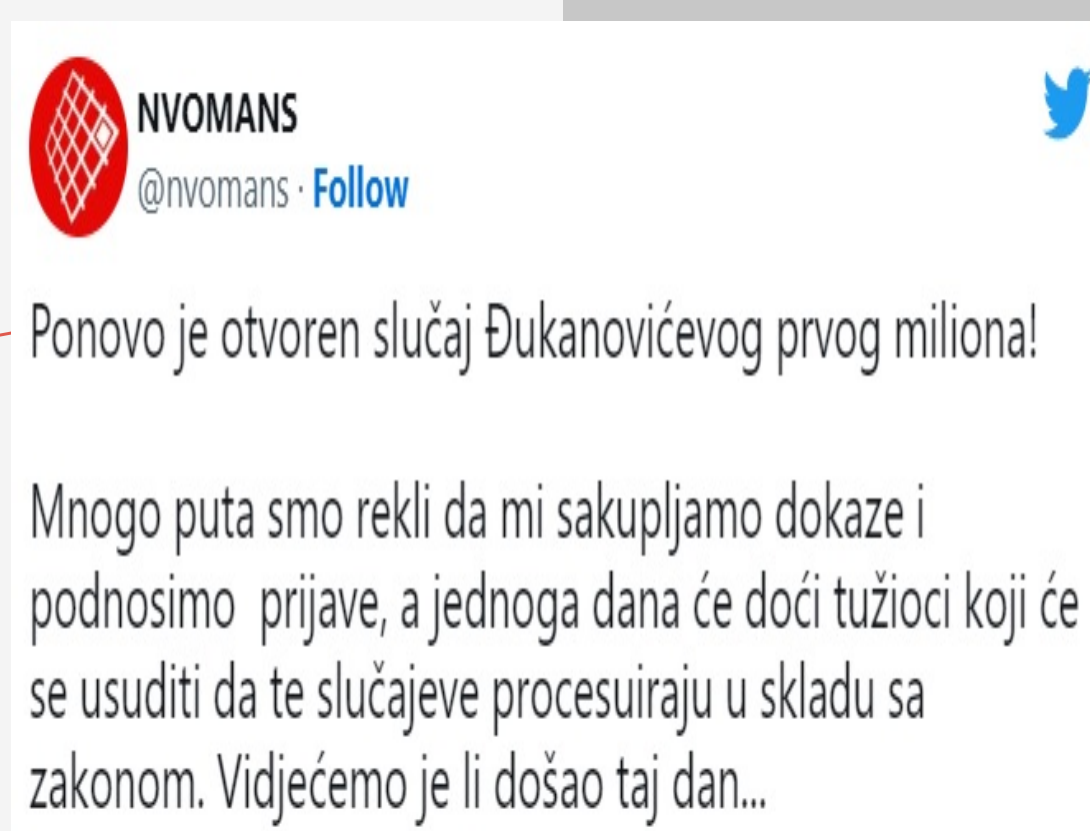 NVOMANS
@nvomans · Follow
Ponovo je otvoren slučaj Đukanovićevog prvog miliona!
Mnogo puta smo rekli da mi sakupljamo dokaze i
podnosimo  prijave, a jednoga dana će doći tužioci koji će
se usuditi da te slučajeve procesuiraju u skladu sa
zakonom. Vidjećemo je li došao taj dan...